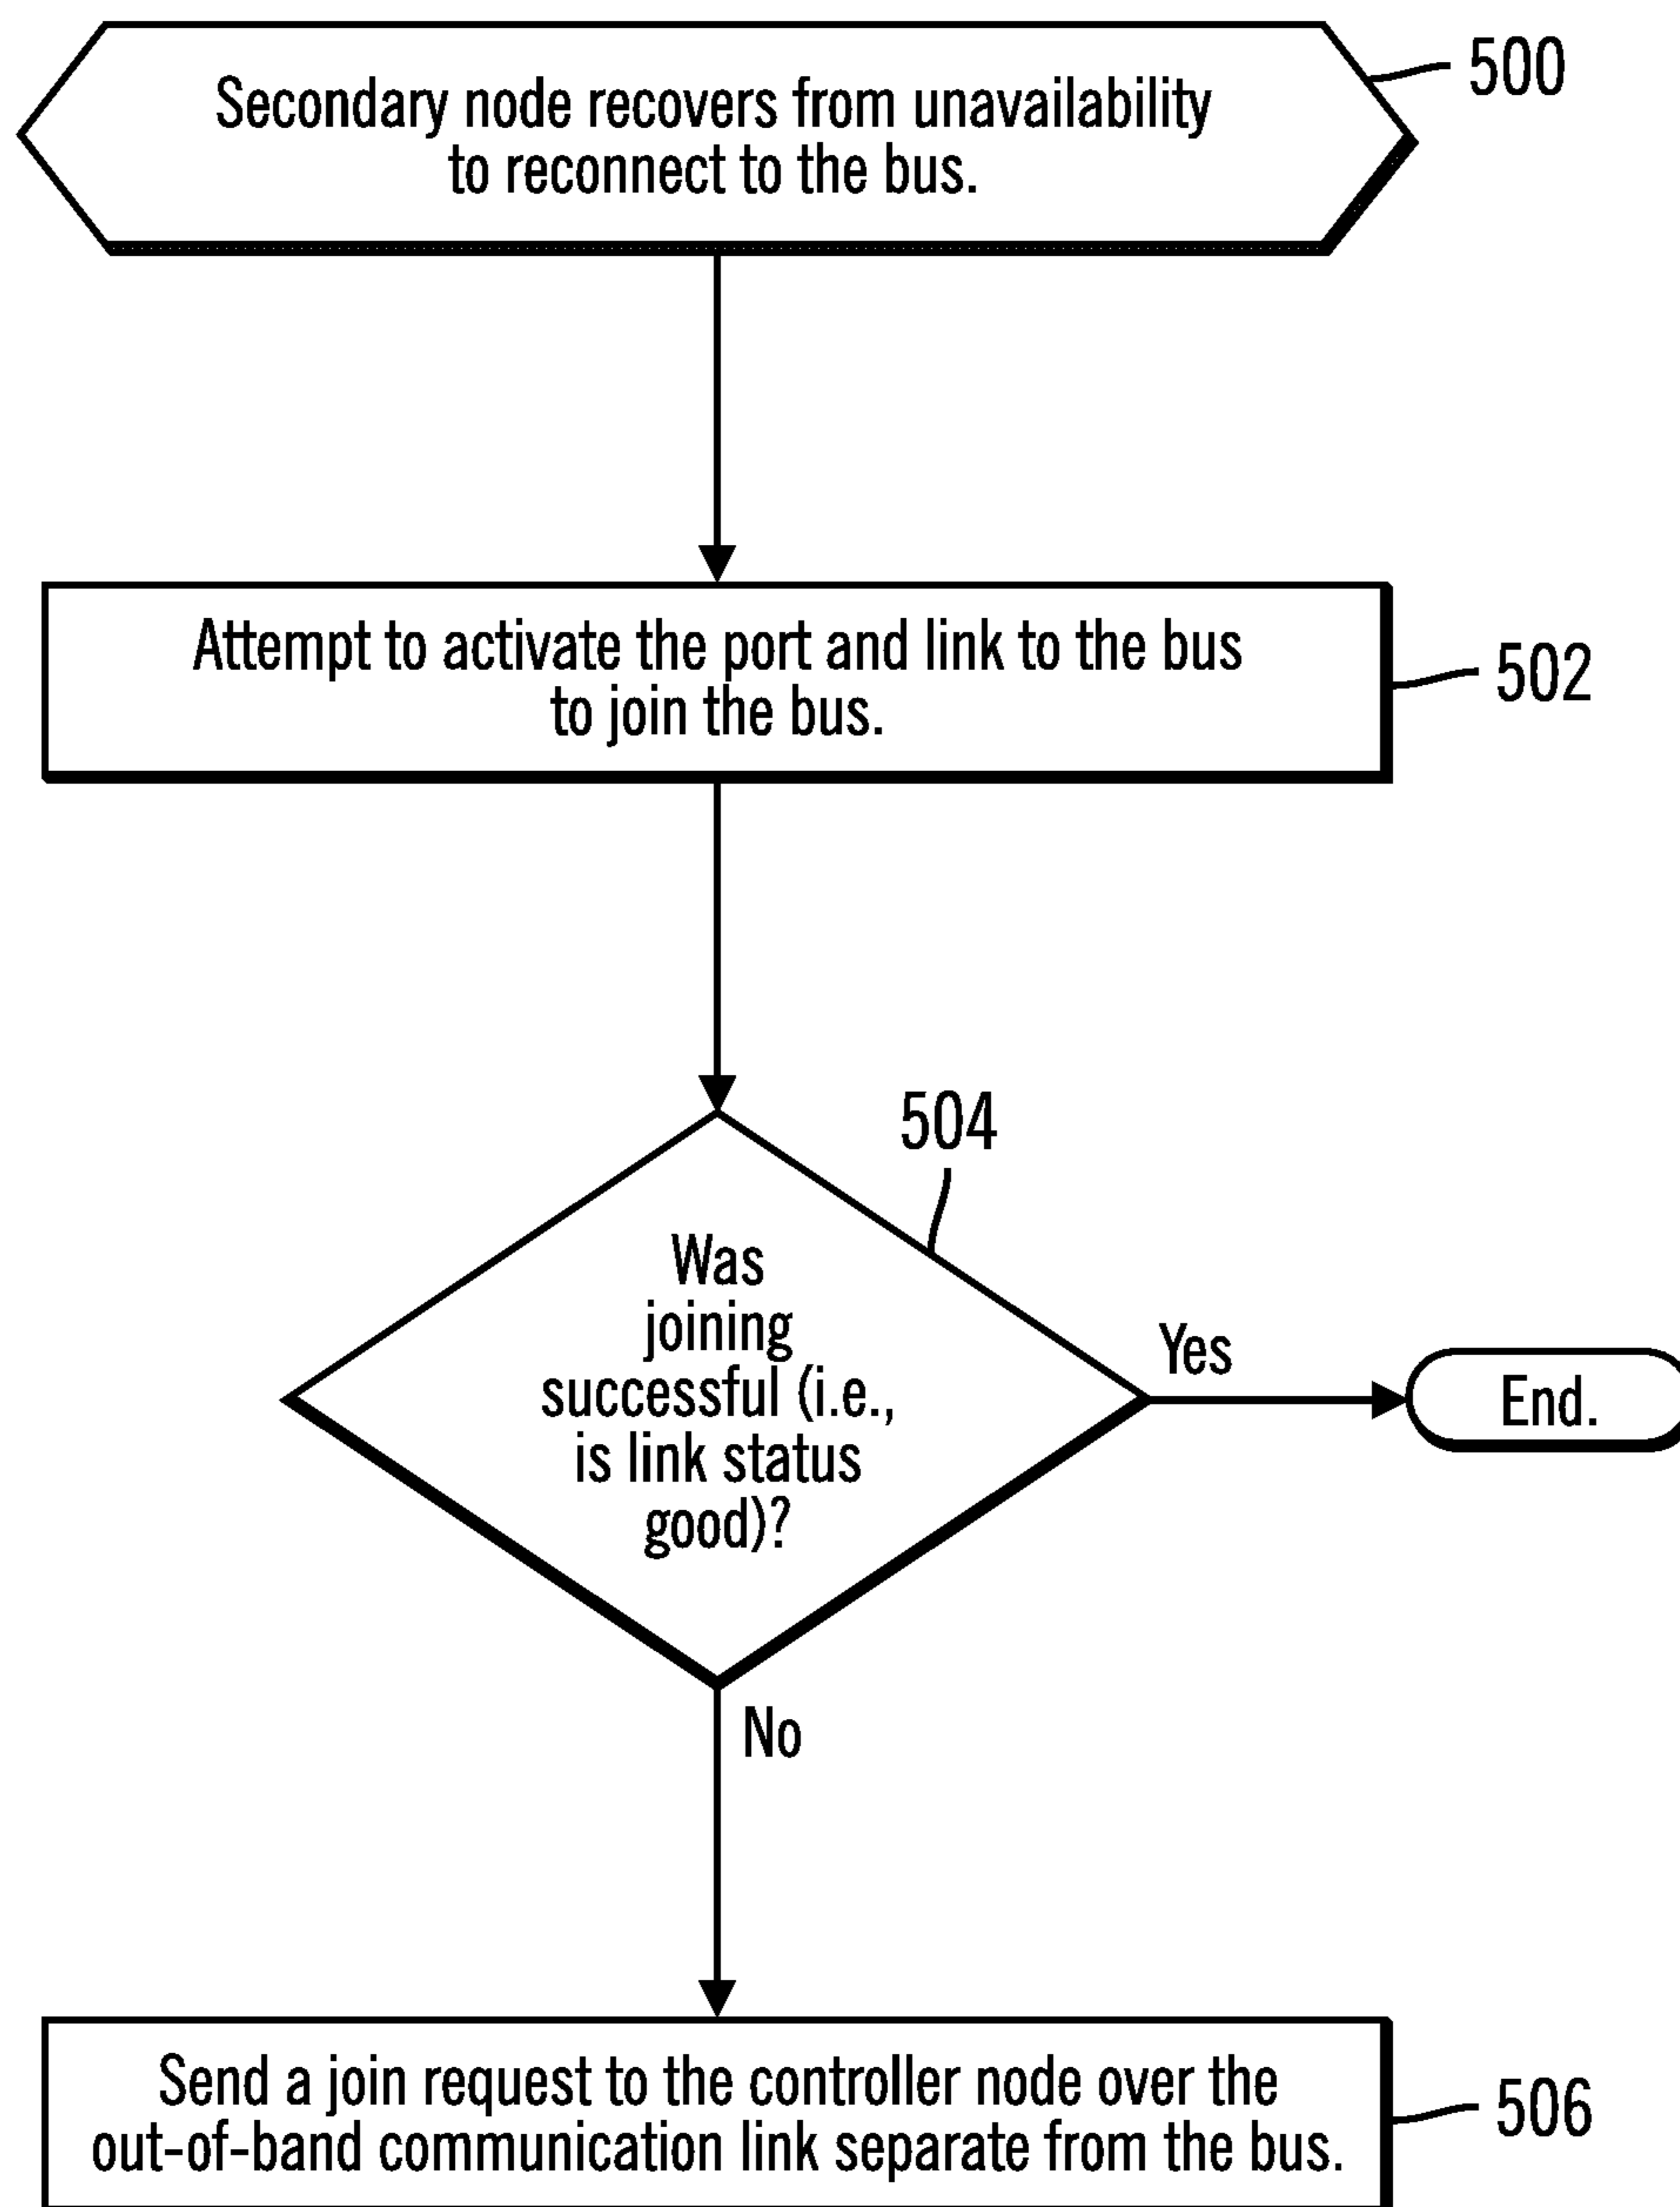 Secondary node recovers from unavailability
to reconnect to the bus.
500
Attempt to activate the port and link to the bus
to join the bus.
502
504
Was
joining
successful (i.e.,
is link status
good)?
Yes
End.
No
Send a join request to the controller node over the
out-of-band communication link separate from the bus.
506